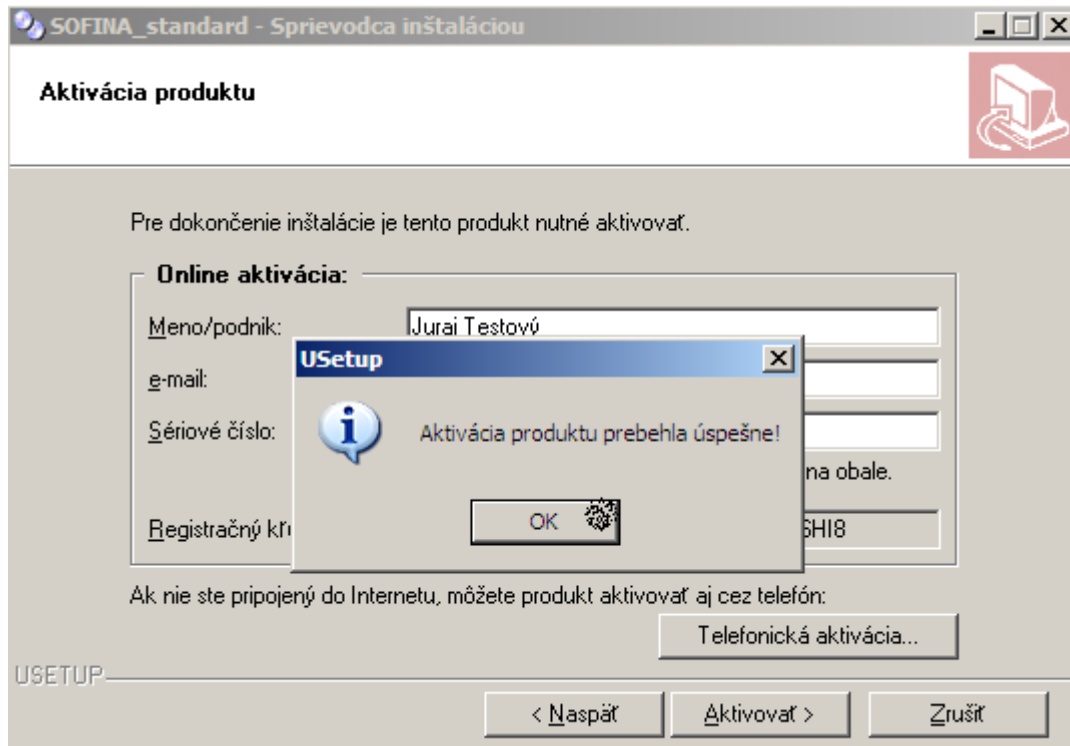 SOFINA_standard - Sprievodca inštaláciou
Aktivácia produktu
Pre dokončenie inštalácie je tento produkt nutné aktivovať.
Online aktivácia:
Meno/podnik:
Juraj Testový
USetup
e-mail:
Aktivácia produktu prebehla úspešne!
Sériové číslo:
na obale.
OK
Registračný
SHI8
Ak nie ste pripojený do Internetu, môžete produkt aktivovať aj cez telefón:
Telefonická aktivácia...
USETUP
< Naspäť
Aktivovať >
Zrušiť